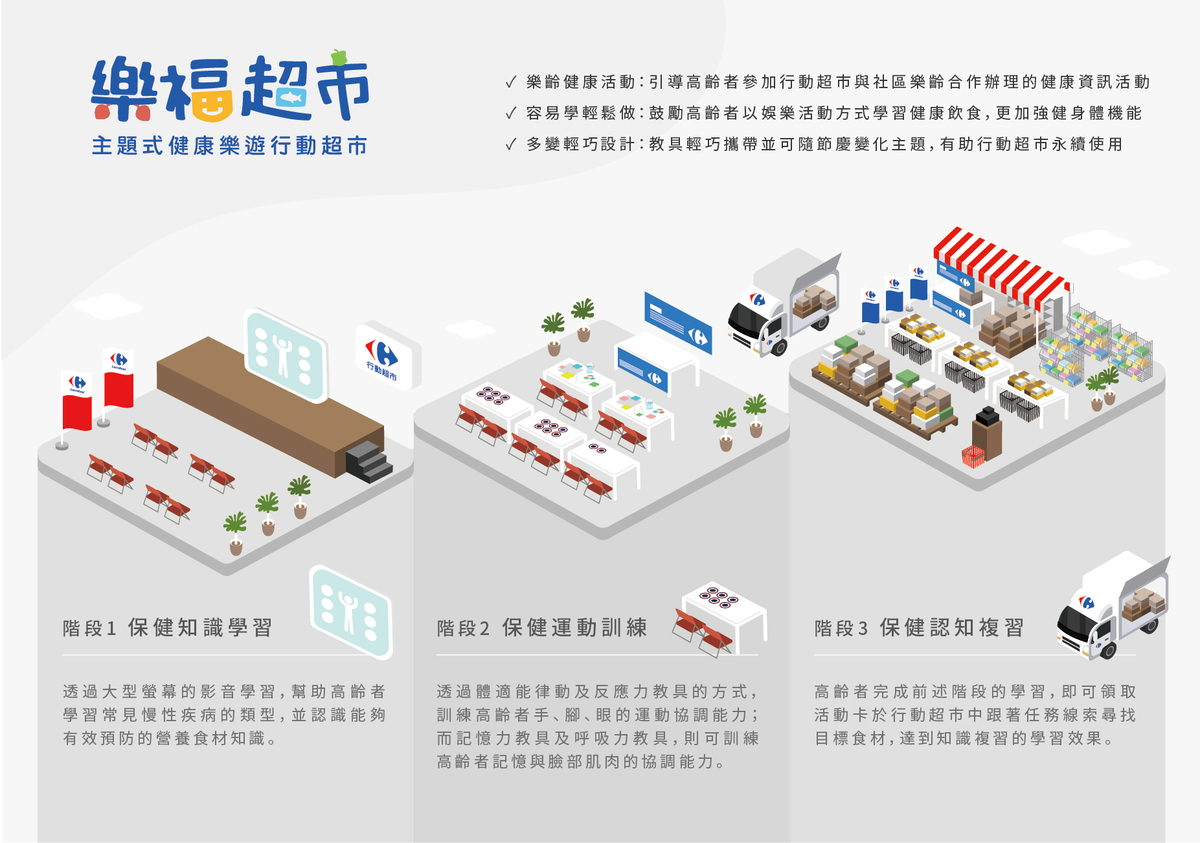 樂福超市
主題式健康樂遊行動超市
✓ 樂齡健康活動：引導高齡者參加行動超市與社區樂齡合作辦理的健康資訊活動
✓ 容易學輕鬆做：鼓勵高齡者以娛樂活動方式學習健康飲食，更加強健身體機能
✓ 多變輕巧設計：教具輕巧攜帶並可隨節慶變化主題，有助行動超市永續使用
行動超市
階段1 保健知識學習
透過大型螢幕的影音學習，幫助高齡者
學習常見慢性疾病的類型，並認識能夠
有效預防的營養食材知識。
階段2 保健運動訓練
透過體適能律動及反應力教具的方式，
訓練高齡者手、腳、眼的運動協調能力；
而記憶力教具及呼吸力教具，則可訓練
高齡者記憶與臉部肌肉的協調能力。
階段3 保健認知複習
高齡者完成前述階段的學習，即可領取
活動卡於行動超市中跟著任務線索尋找
目標食材，達到知識複習的學習效果。